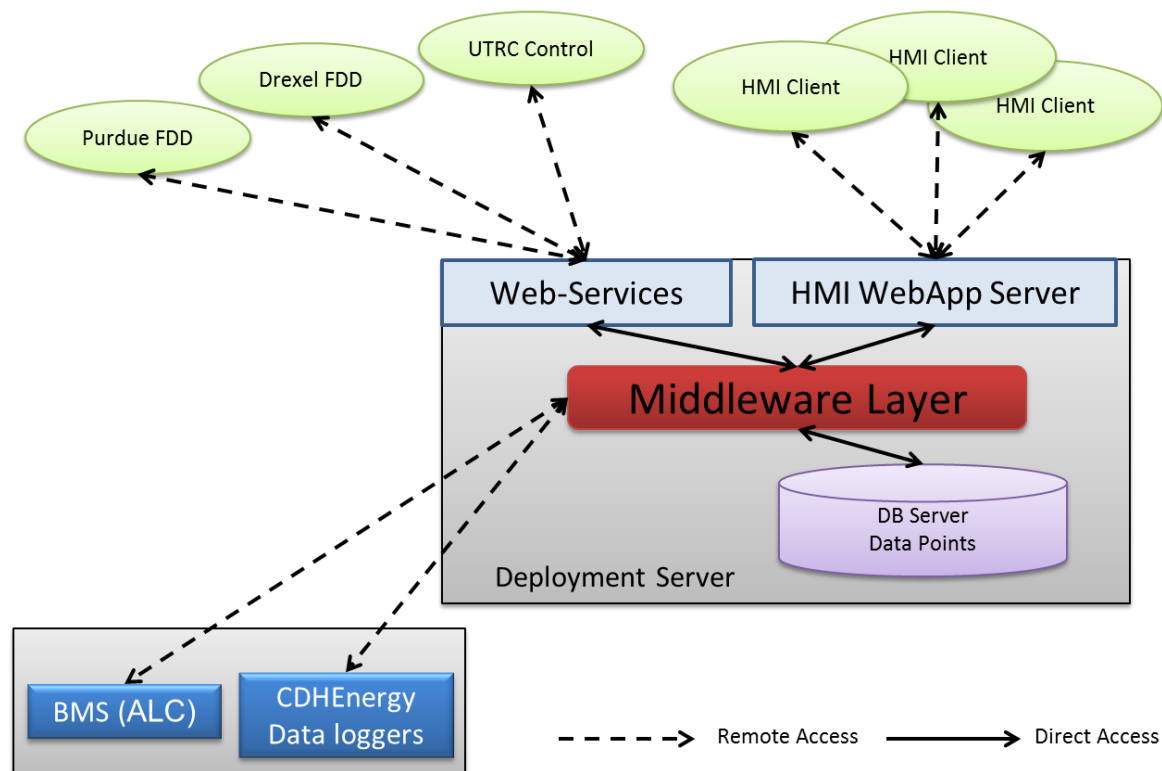 UTRC Control
Drexel FDD
Purdue FDD
HMI Client
HMI Client
HMI Client
Web-Services
HMI WebApp Server
Middleware Layer
DB Server
Data Points
Deployment Server
BMS (ALC)
CDHEnergy
Data loggers
Remote Access
Direct Access